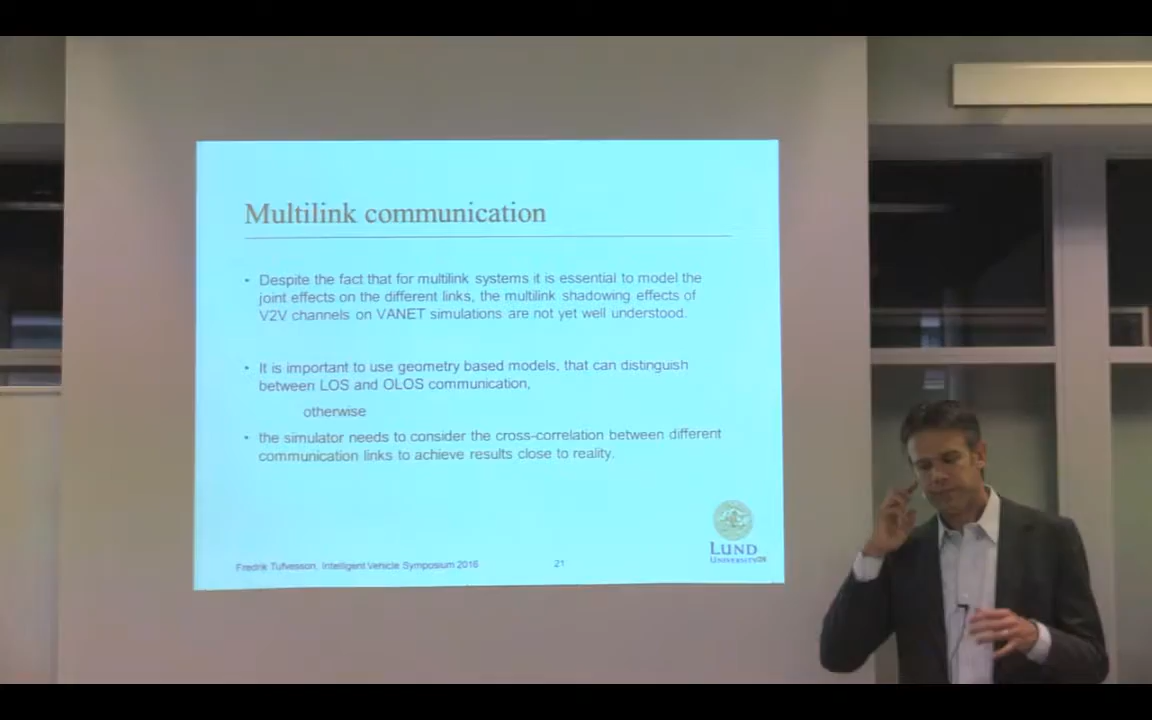 Multilink communication
• Despite the fact that for multilink systems it is essential to model the
joint effects on the different links, the multilink shadowing effects of
V2V channels on VANET simulations are not yet well understood.
• It is important to use geometry based models, that can distinguish
between LOS and OLOS communication,
otherwise
• the simulator needs to consider the cross-correlation between different
communication links to achieve results close to reality.
Fredrik Tufvesson, Intelligent Vehicle Symposium 2016
21
LUND
UNIVERSITY